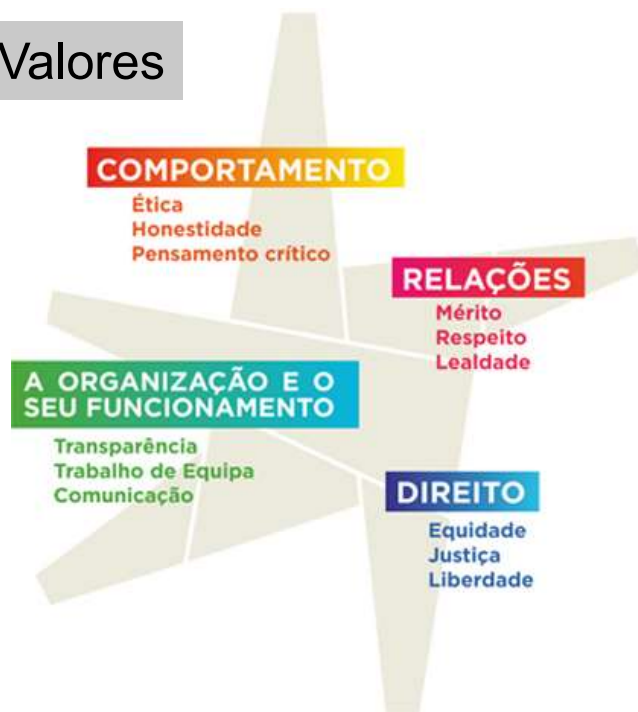 Valores
COMPORTAMENTO
Ética
Honestidade
Pensamento crítico
RELAÇÕES
Mérito
Respeito
Lealdade
A ORGANIZAÇÃO E O
SEU FUNCIONAMENTO
Transparência
Trabalho de Equipa
Comunicação
DIREITO
Equidade
Justiça
Liberdade